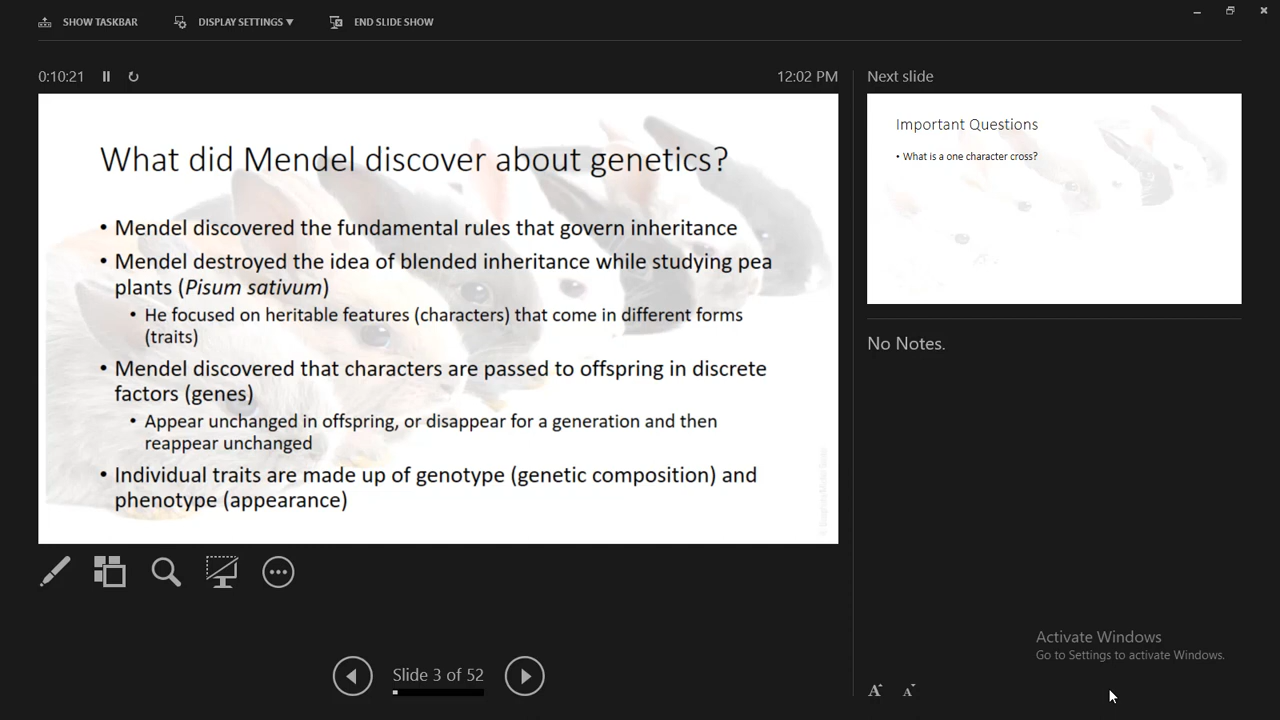 SHOW TASKBAR
DISPLAY SETTINGS ▼
END SLIDE SHOW
0:10:21
12:02 PM
What did Mendel discover about genetics?
• Mendel discovered the fundamental rules that govern inheritance
• Mendel destroyed the idea of blended inheritance while studying pea
plants (Pisum sativum)
• He focused on heritable features (characters) that come in different forms
(traits)
• Mendel discovered that characters are passed to offspring in discrete
factors (genes)
• Appear unchanged in offspring, or disappear for a generation and then
reappear unchanged
• Individual traits are made up of genotype (genetic composition) and
phenotype (appearance)
Slide 3 of 52
Next slide
Important Questions
• What is a one character cross?
No Notes.
Activate Windows
Go to Settings to activate Windows.
A A